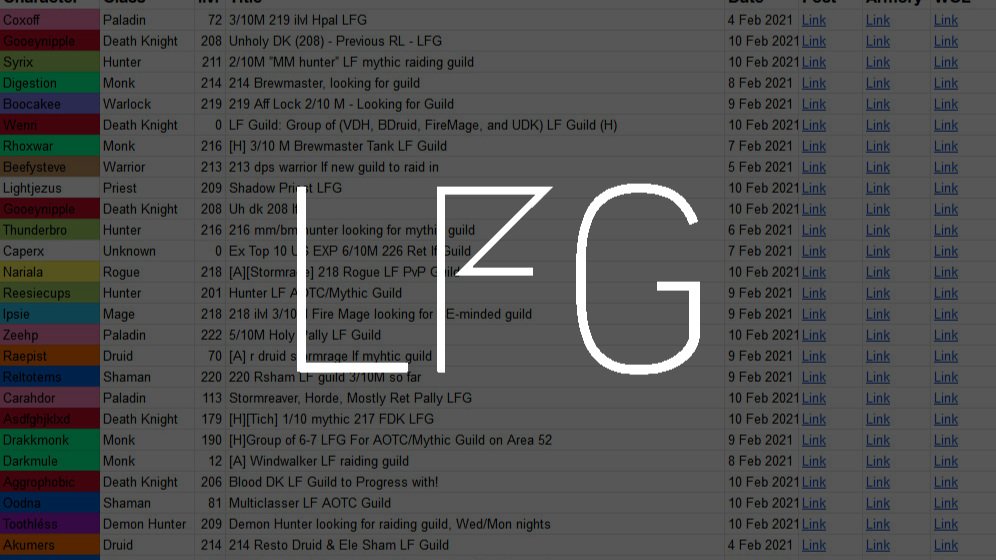 Character Class ilvl Title Date Post Armory WCL
Coxoff Paladin 72 3/10M 219 ilvl Hpal LFG 4 Feb 2021 Link Link Link
Gooeynipple Death Knight 208 Unholy DK (208) - Previous RL - LFG 10 Feb 2021 Link Link Link
Syrix Hunter 211 2/10M "MM hunter" LF mythic raiding guild 10 Feb 2021 Link Link Link
Digestion Monk 214 214 Brewmaster, looking for guild 8 Feb 2021 Link Link Link
Boocakee Warlock 219 219 Aff Lock 2/10 M - Looking for Guild 9 Feb 2021 Link Link Link
Wenn Death Knight 0 LF Guild: Group of (VDH, BDruid, FireMage, and UDK) LF Guild (H) 10 Feb 2021 Link Link Link
Rhoxwar Monk 216 [H] 3/10 M Brewmaster Tank LF Guild 7 Feb 2021 Link Link Link
Beefysteve Warrior 213 213 dps warrior lf new guild to raid in 5 Feb 2021 Link Link Link
Lightjezus Priest 209 Shadow Priest LFG 10 Feb 2021 Link Link Link
Gooeynipple Death Knight 208 Uh dk 208 lf 10 Feb 2021 Link Link Link
Thunderbro Hunter 216 216 mm/bm hunter looking for mythic guild 6 Feb 2021 Link Link Link
Caperx Unknown 0 Ex Top 10 US EXP 6/10M 226 Ret lf Guild 7 Feb 2021 Link Link Link
Nariala Rogue 218 [A][Stormrage] 218 Rogue LF PvP Guild 10 Feb 2021 Link Link Link
Reesiecups Hunter 201 Hunter LF AOTC/Mythic Guild 9 Feb 2021 Link Link Link
Ipsie Mage 218 218 ilvl 3/10M Fire Mage looking for CE-minded guild 9 Feb 2021 Link Link Link
Zeehp Paladin 222 5/10M Holy Pally LF Guild 10 Feb 2021 Link Link Link
Raepist Druid 70 [A] r druid stormrage lf myhtic guild 9 Feb 2021 Link Link Link
Reltotems Shaman 220 220 Rsham LF guild 3/10M so far 9 Feb 2021 Link Link Link
Carahdor Paladin 113 Stormreaver, Horde, Mostly Ret Pally LFG 10 Feb 2021 Link Link Link
Asdfghjklxd Death Knight 179 [H][Tich] 1/10 mythic 217 FDK LFG 10 Feb 2021 Link Link Link
Drakkmonk Monk 190 [H]Group of 6-7 LFG For AOTC/Mythic Guild on Area 52 9 Feb 2021 Link Link Link
Darkmule Monk 12 [A] Windwalker LF raiding guild 8 Feb 2021 Link Link Link
Aggrophobic Death Knight 206 Blood DK LF Guild to Progress with! 10 Feb 2021 Link Link Link
Oodna Shaman 81 Multiclasser LF AOTC Guild 10 Feb 2021 Link Link Link
Toothléss Demon Hunter 209 Demon Hunter looking for raiding guild, Wed/Mon nights 10 Feb 2021 Link Link Link
Akumers Druid 214 214 Resto Druid & Ele Sham LF Guild 4 Feb 2021 Link Link Link
LFG